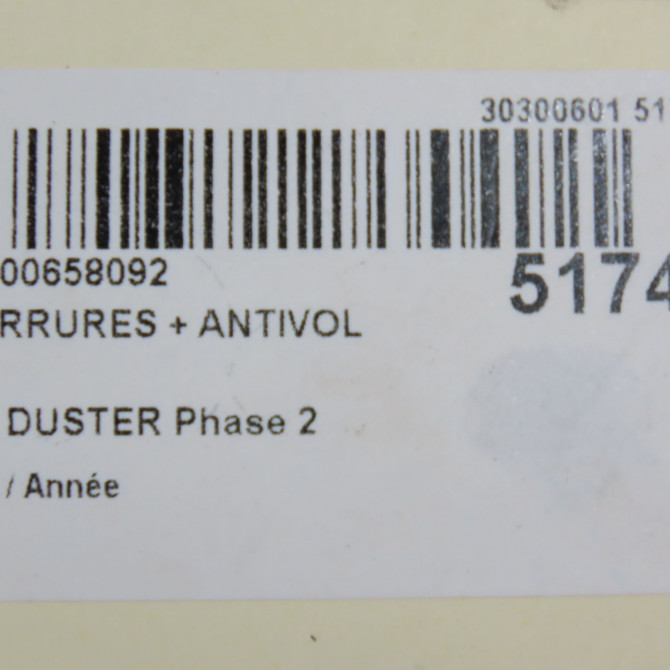 30300601 51
00658092
5174
RRURES + ANTIVOL
DUSTER Phase 2
/ Année